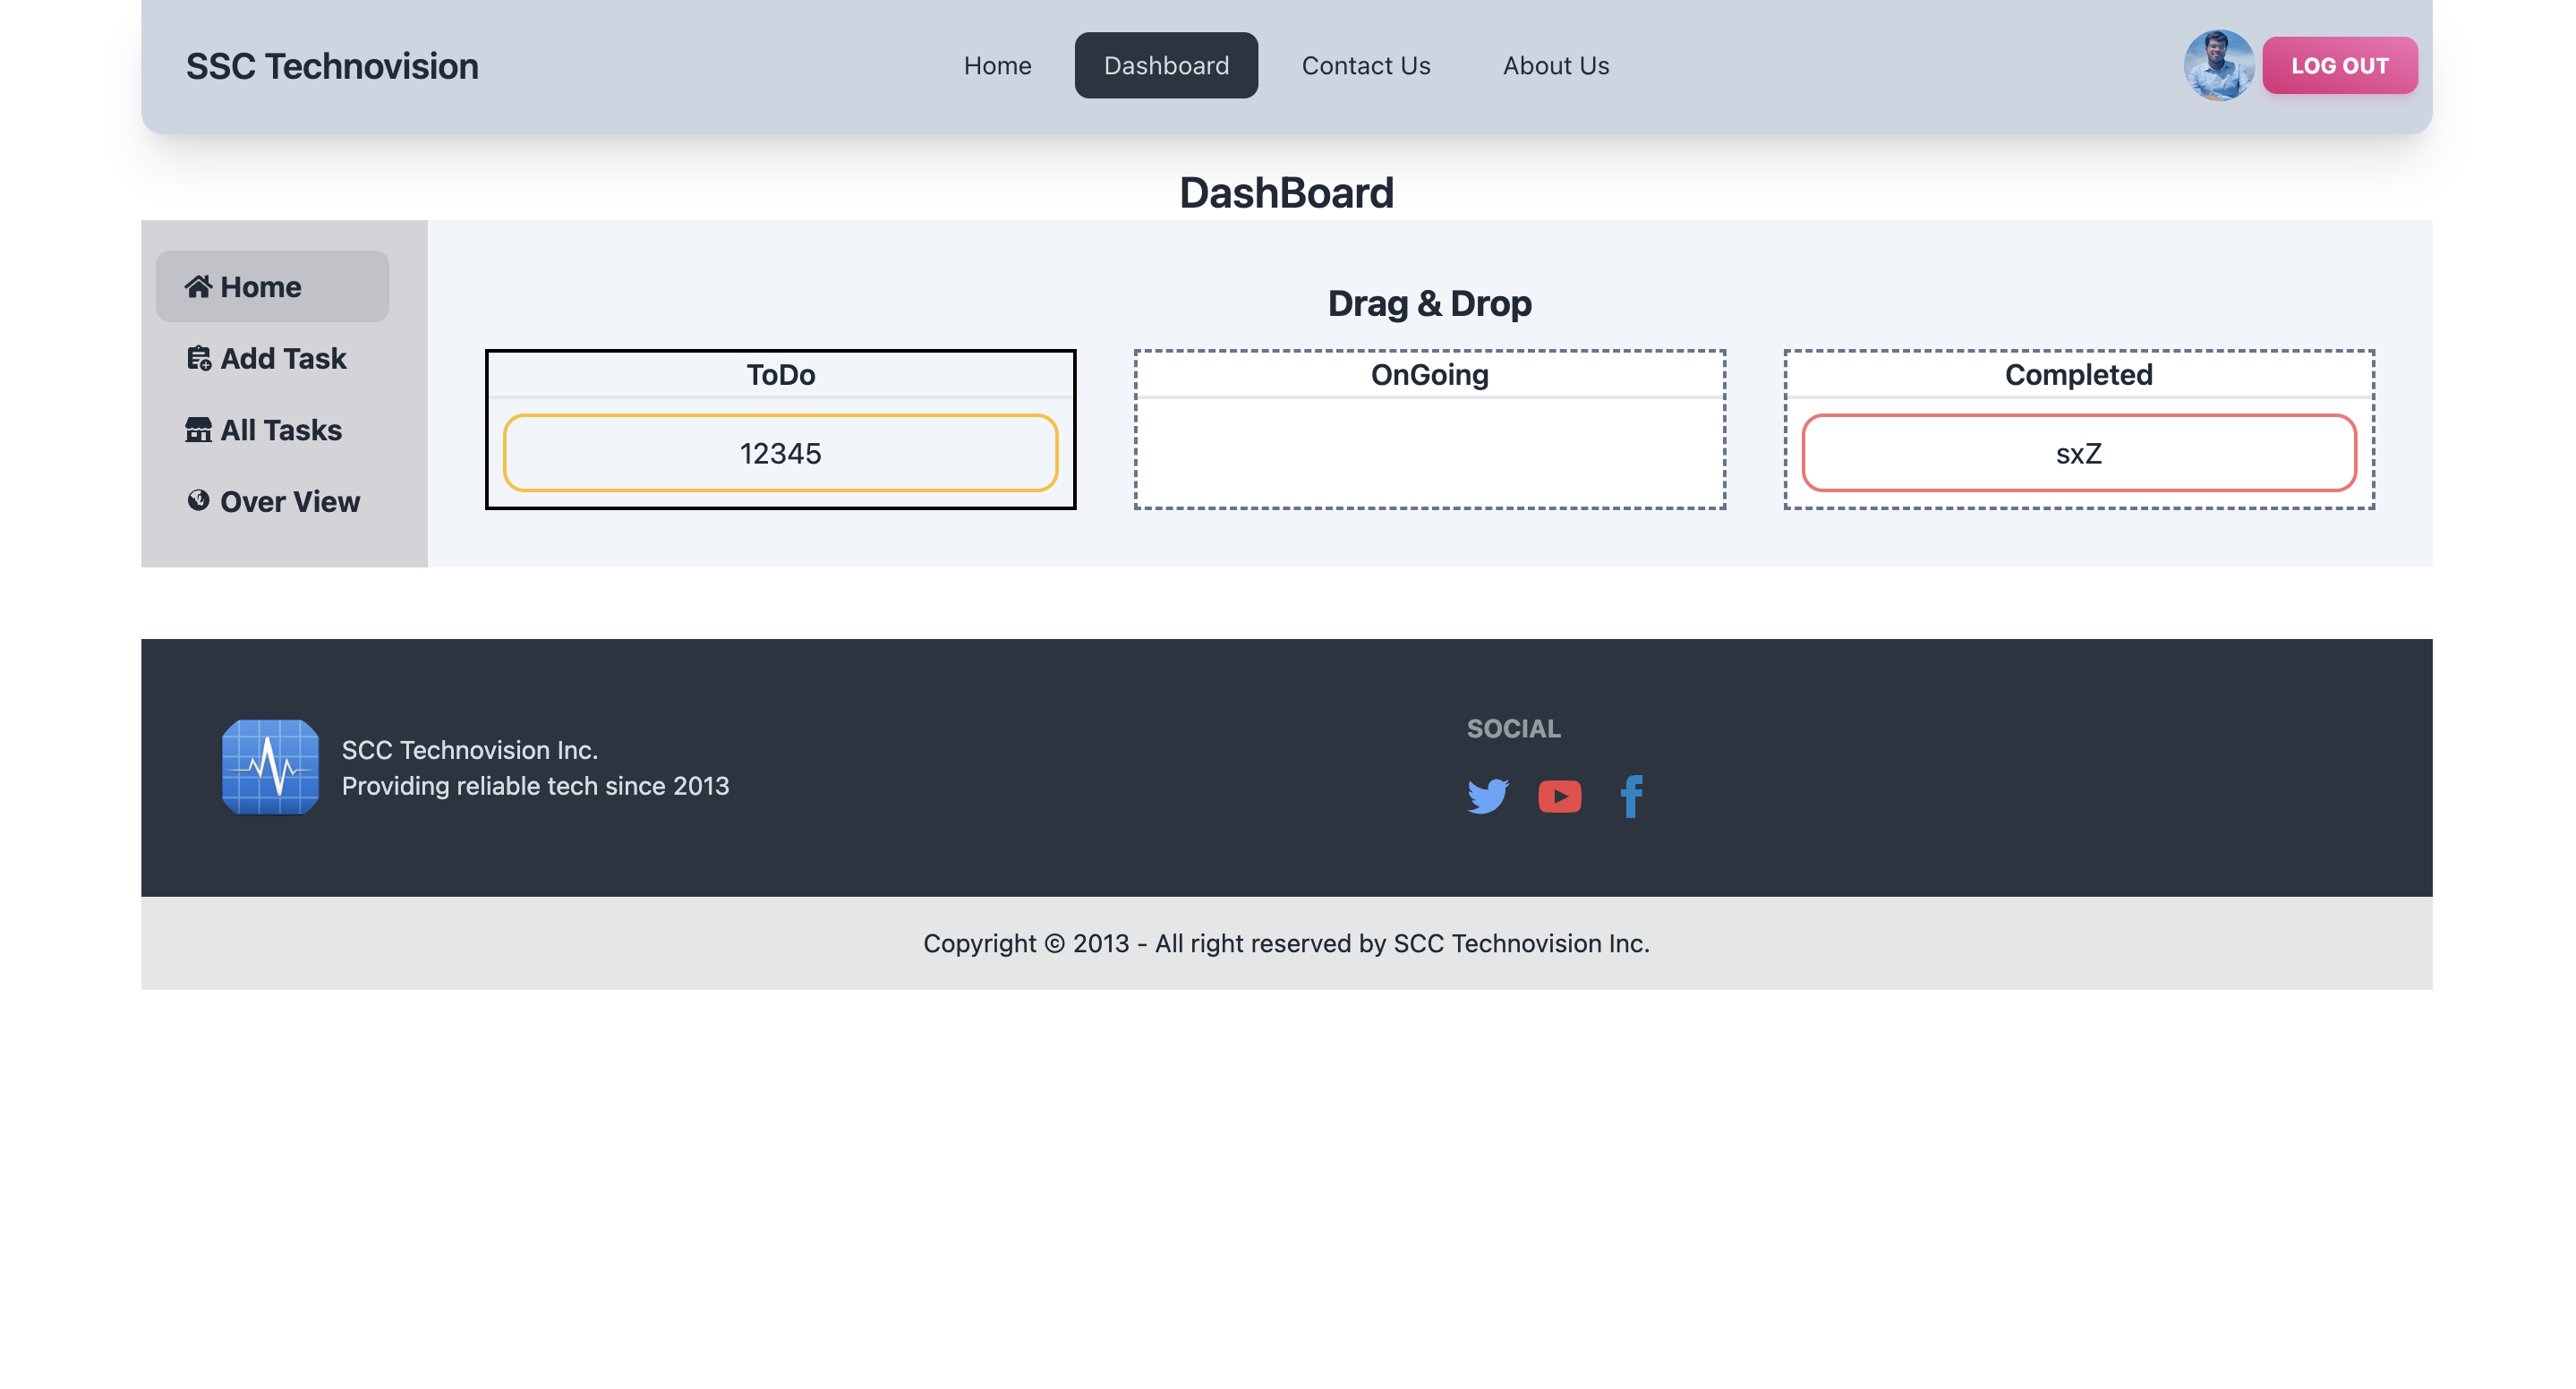 SSC Technovision
Home
Dashboard
Contact Us
About Us
LOG OUT
DashBoard
Home
Add Task
All Tasks
Over View
Drag & Drop
ToDo
12345
OnGoing
Completed
sxZ
SCC Technovision Inc.
Providing reliable tech since 2013
SOCIAL
Copyright © 2013 - All right reserved by SCC Technovision Inc.